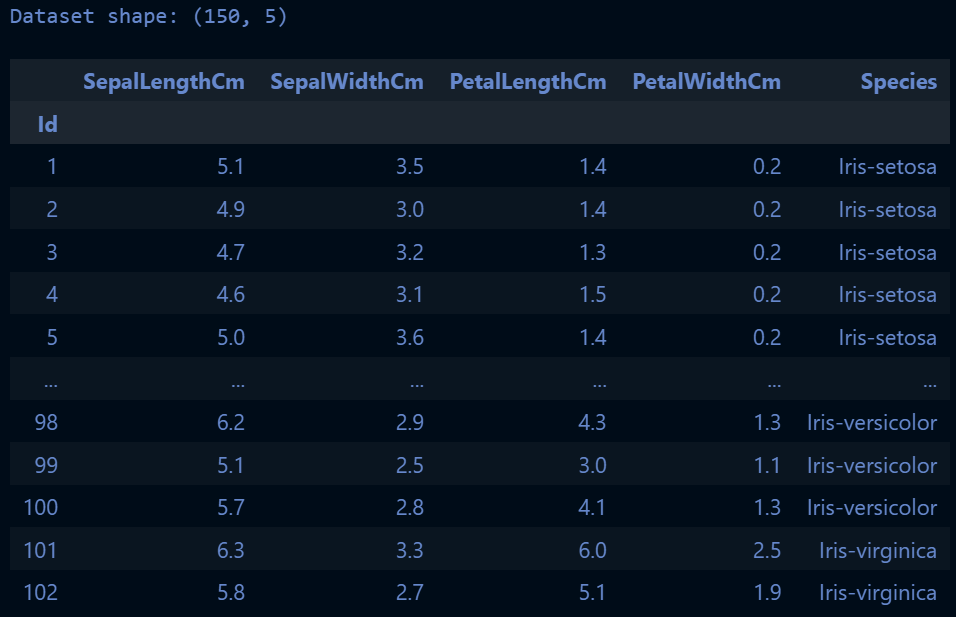 Dataset shape: (150, 5)
SepalLengthCm SepalWidthCm PetalLengthCm PetalWidthCm Species
Id
1 5.1 3.5 1.4 0.2 Iris-setosa
2 4.9 3.0 1.4 0.2 Iris-setosa
3 4.7 3.2 1.3 0.2 Iris-setosa
4 4.6 3.1 1.5 0.2 Iris-setosa
5 5.0 3.6 1.4 0.2 Iris-setosa
... ... ... ... ... ...
98 6.2 2.9 4.3 1.3 Iris-versicolor
99 5.1 2.5 3.0 1.1 Iris-versicolor
100 5.7 2.8 4.1 1.3 Iris-versicolor
101 6.3 3.3 6.0 2.5 Iris-virginica
102 5.8 2.7 5.1 1.9 Iris-virginica